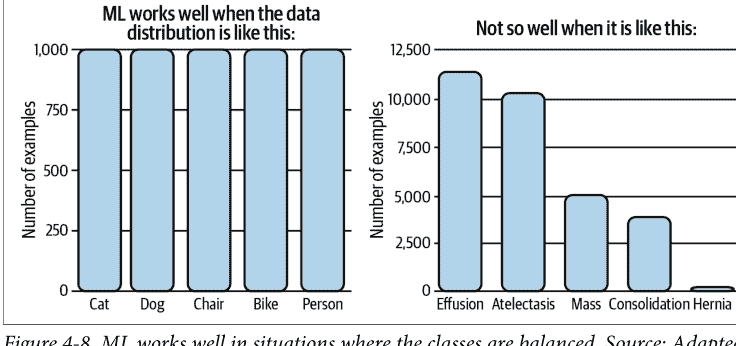 ML works well when the data
distribution is like this:
1,000
750
500
250
0
Number of examples
Cat Dog Chair Bike Person
Not so well when it is like this:
12,500
10,000
7,500
5,000
2,500
0
Number of examples
Effusion Atelectasis Mass Consolidation Hernia
Figure 4-8. ML works well in situations where the classes are balanced. Source: Adapted